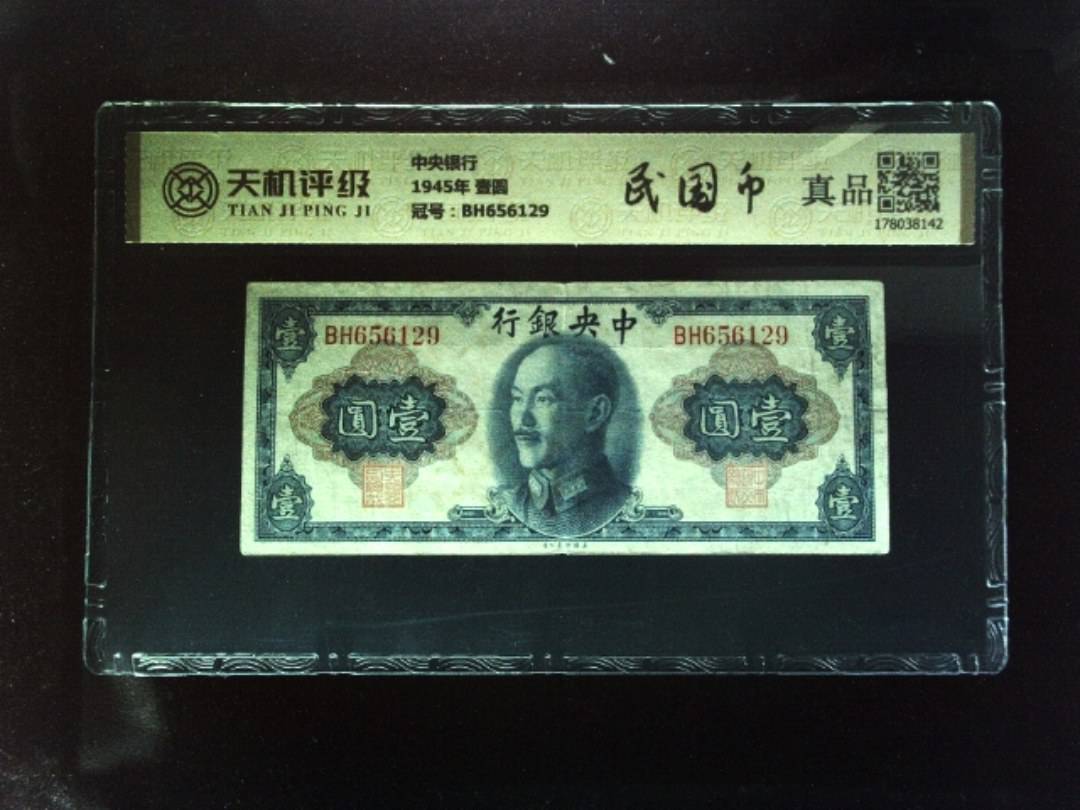 天机评级
TIAN JI PING JI
中央银行
1945年 壹圆
冠号：BH656129
民国币
真品
178038142
行銀央中
壹
BH656129
BH656129
壹
圓壹
圓壹
壹
壹